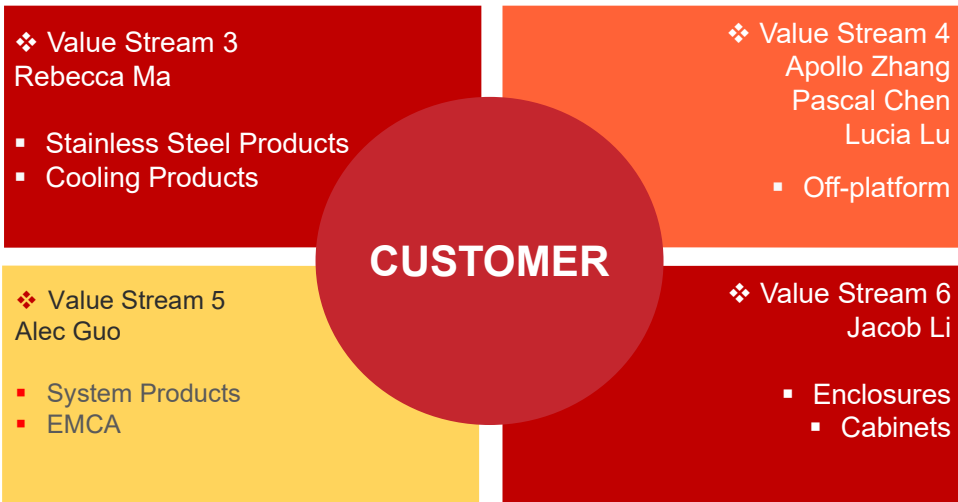 ❖ Value Stream 3
Rebecca Ma
▪ Stainless Steel Products
▪ Cooling Products
❖ Value Stream 4
Apollo Zhang
Pascal Chen
Lucia Lu
▪ Off-platform
CUSTOMER
❖ Value Stream 5
Alec Guo
▪ System Products
▪ EMCA
❖ Value Stream 6
Jacob Li
▪ Enclosures
▪ Cabinets